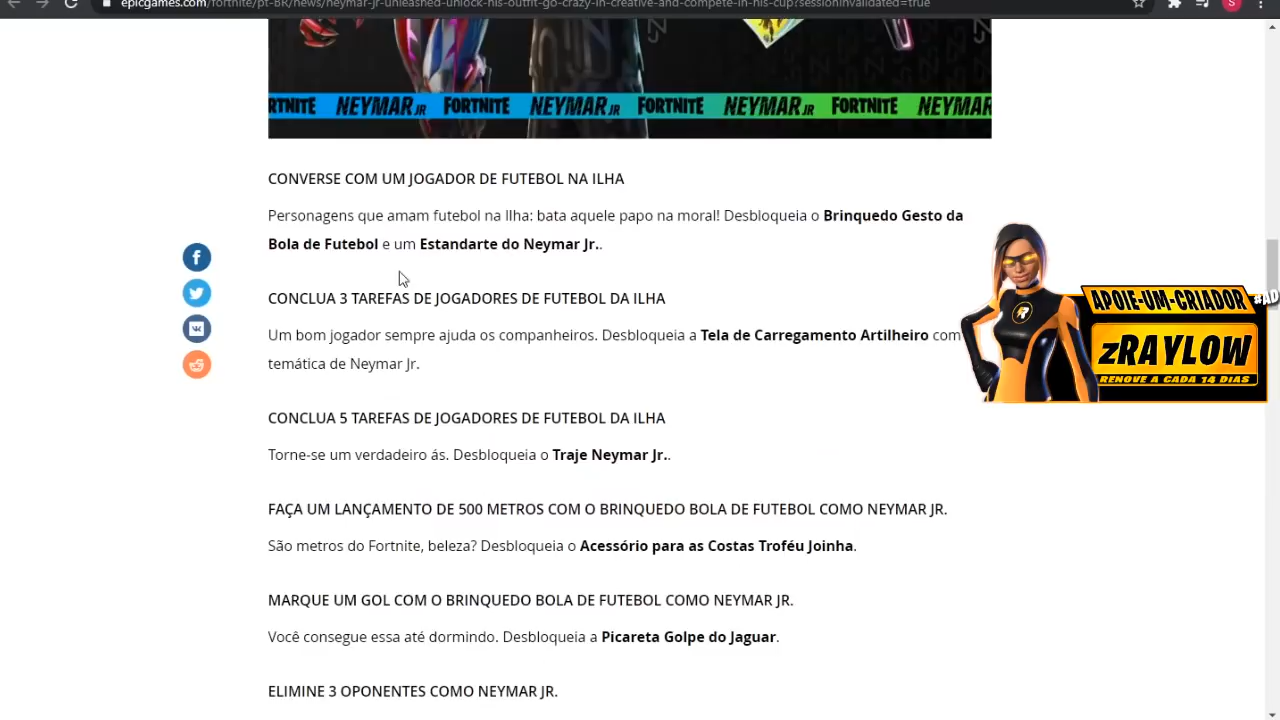 epicgames.com/fortnite/pt-BR/news/neymar-jr-unleashed-unlock-his-outfit-go-crazy-in-creative-and-compete-in-his-cup?sessionInvalidated=true
S
RTNITE NEYMAR JR FORTNITE NEYMAR JR FORTNITE NEYMAR JR FORTNITE NEYMAR
CONVERSE COM UM JOGADOR DE FUTEBOL NA ILHA
Personagens que amam futebol na Ilha: bata aquele papo na moral! Desbloqueia o Brinquedo Gesto da
Bola de Futebol e um Estandarte do Neymar Jr..
CONCLUA 3 TAREFAS DE JOGADORES DE FUTEBOL DA ILHA
Um bom jogador sempre ajuda os companheiros. Desbloqueia a Tela de Carregamento Artilheiro com
temática de Neymar Jr.
CONCLUA 5 TAREFAS DE JOGADORES DE FUTEBOL DA ILHA
Torne-se um verdadeiro ás. Desbloqueia o Traje Neymar Jr..
FAÇA UM LANÇAMENTO DE 500 METROS COM O BRINQUEDO BOLA DE FUTEBOL COMO NEYMAR JR.
São metros do Fortnite, beleza? Desbloqueia o Acessório para as Costas Troféu Joinha.
MARQUE UM GOL COM O BRINQUEDO BOLA DE FUTEBOL COMO NEYMAR JR.
Você consegue essa até dormindo. Desbloqueia a Picareta Golpe do Jaguar.
ELIMINE 3 OPONENTES COMO NEYMAR JR.
APOIE-UM-CRIADOR #AD
zRAYLOW
RENOVE A CADA 14 DIAS
R